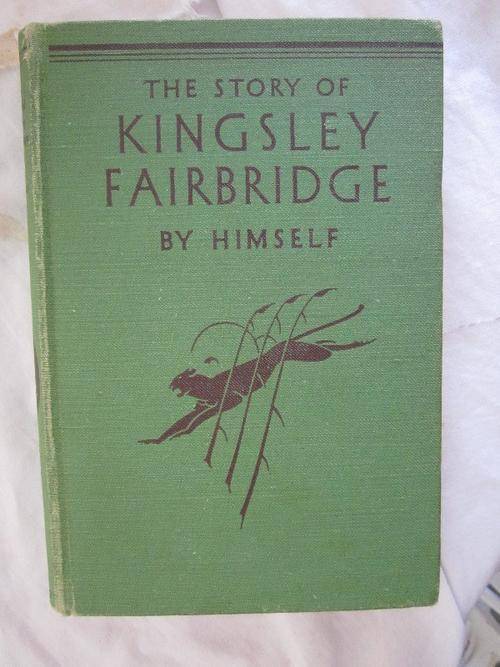 THE STORY OF
KINGSLEY
FAIRBRIDGE
BY HIMSELF